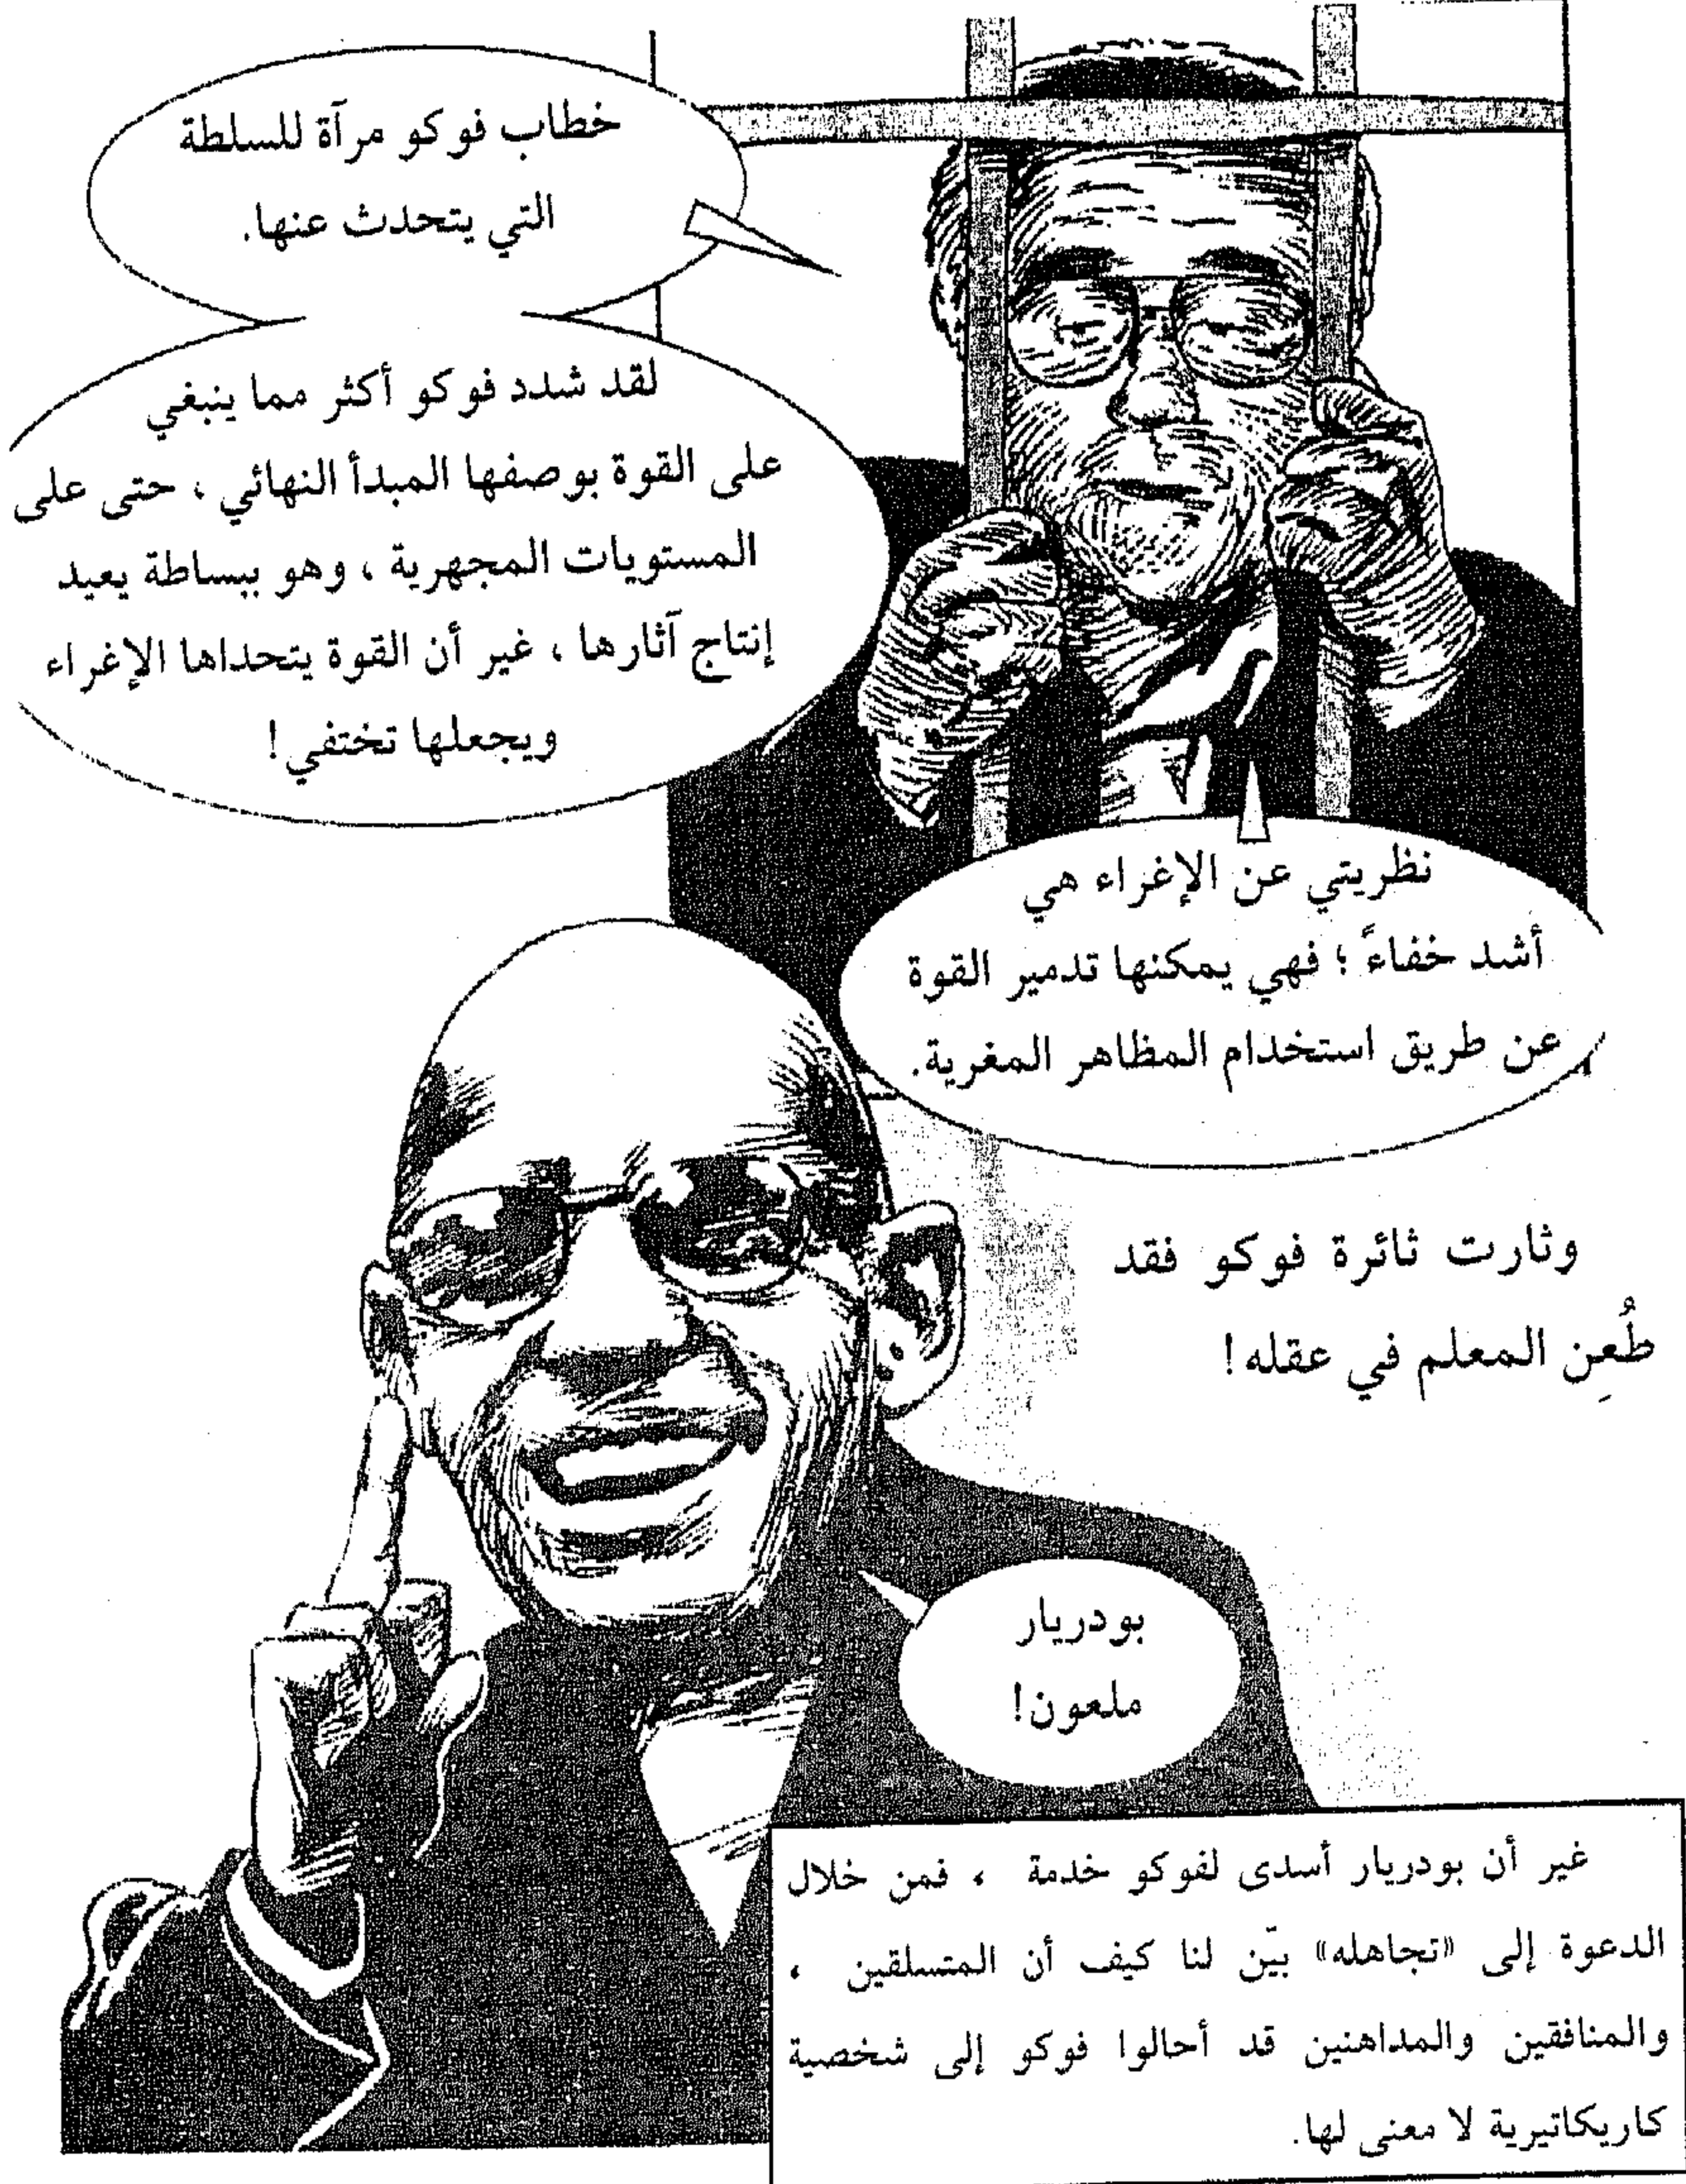 خطاب فوكو مرآة للسلطة
التي يتحدث عنها.
لقد شدد فوكو أكثر مما ينبغي
على القوة بوصفها المبدأ النهائي ، حتى على
المستويات المجهرية ، وهو ببساطة يعيد
إنتاج آثارها ، غير أن القوة يتحداها الإغراء
ويجعلها تختفي!
نظريتي عن الإغراء هي
أشد خفاءً ؛ فهي يمكنها تدمير القوة
عن طريق استخدام المظاهر المغرية.
وثارت ثائرة فوكو فقد
طُعِن المعلم في عقله!
بودريار
ملعون!
غير أن بودريار أسدى لفوكو خدمة ، فمن خلال
الدعوة إلى «تجاهله» بيّن لنا كيف أن المتسلقين ،
والمنافقين والمداهنين قد أحالوا فوكو إلى شخصية
كاريكاتيرية لا معنى لها.